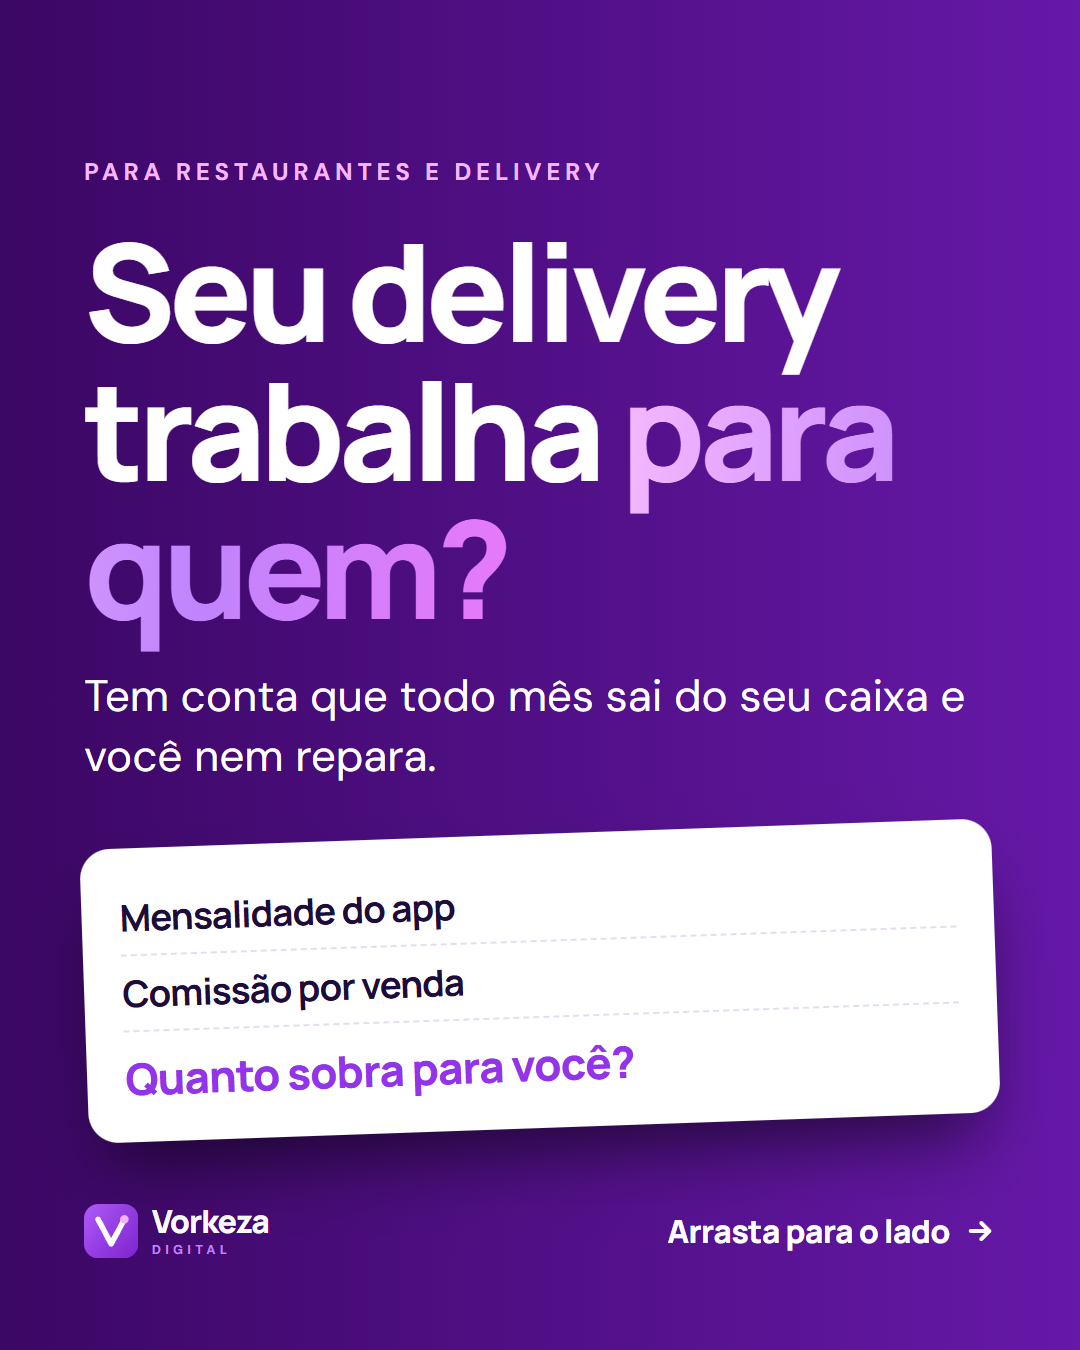 PARA RESTAURANTES E DELIVERY
Seu delivery
trabalha para
quem?
Tem conta que todo mês sai do seu caixa e
você nem repara.
Mensalidade do app
Comissão por venda
Quanto sobra para você?
Vorkeza
DIGITAL
Arrasta para o lado →